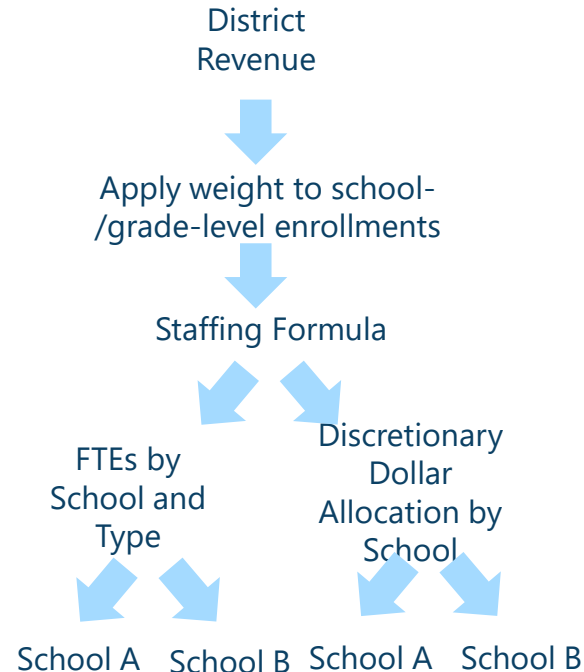 District
Revenue
Apply weight to school-
/grade-level enrollments
Staffing Formula
FTEs by
School and
Type
Discretionary
Dollar
Allocation by
School
School A
School B
School A
School B